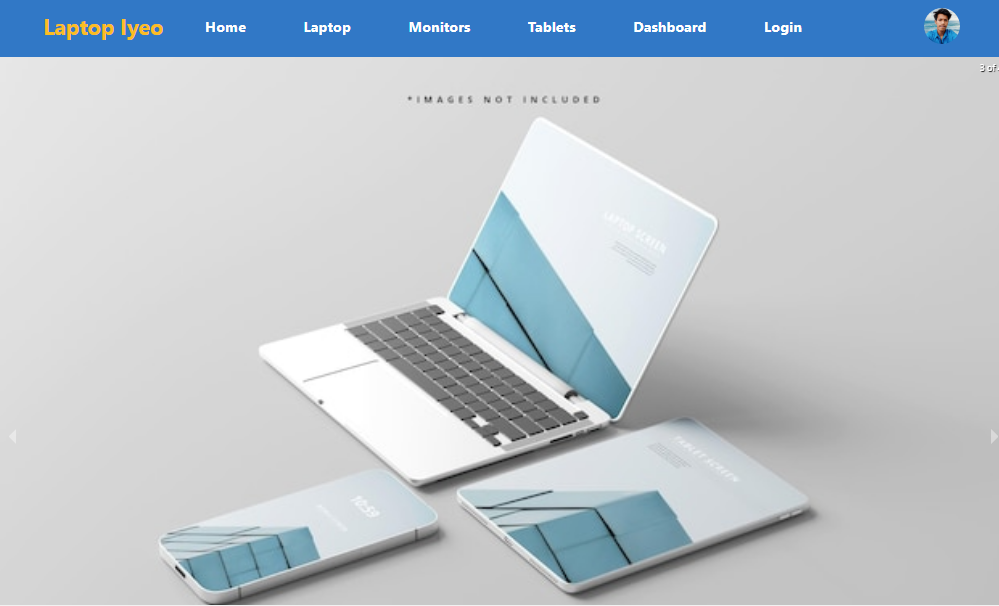 Laptop lyeo
Home
Laptop
Monitors
Tablets
Dashboard
Login
3 of
*IMAGES NOT INCLUDED
LAPTOP SCREEN
TABLET SCREEN
10:59